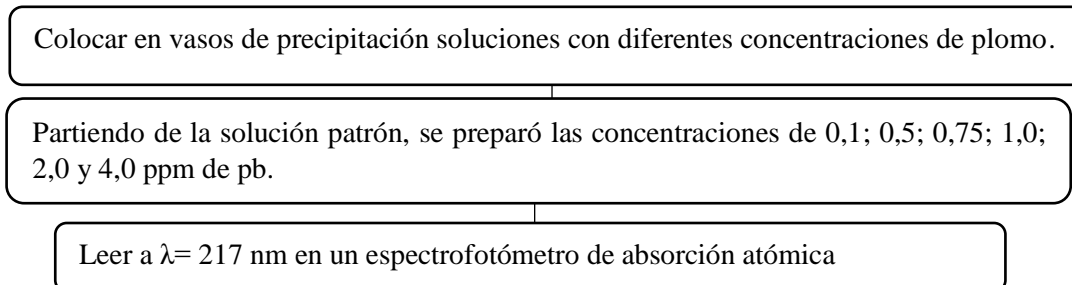 Colocar en vasos de precipitación soluciones con diferentes concentraciones de plomo.
Partiendo de la solución patrón, se preparó las concentraciones de 0,1; 0,5; 0,75; 1,0;
2,0 y 4,0 ppm de pb.
Leer a λ= 217 nm en un espectrofotómetro de absorción atómica